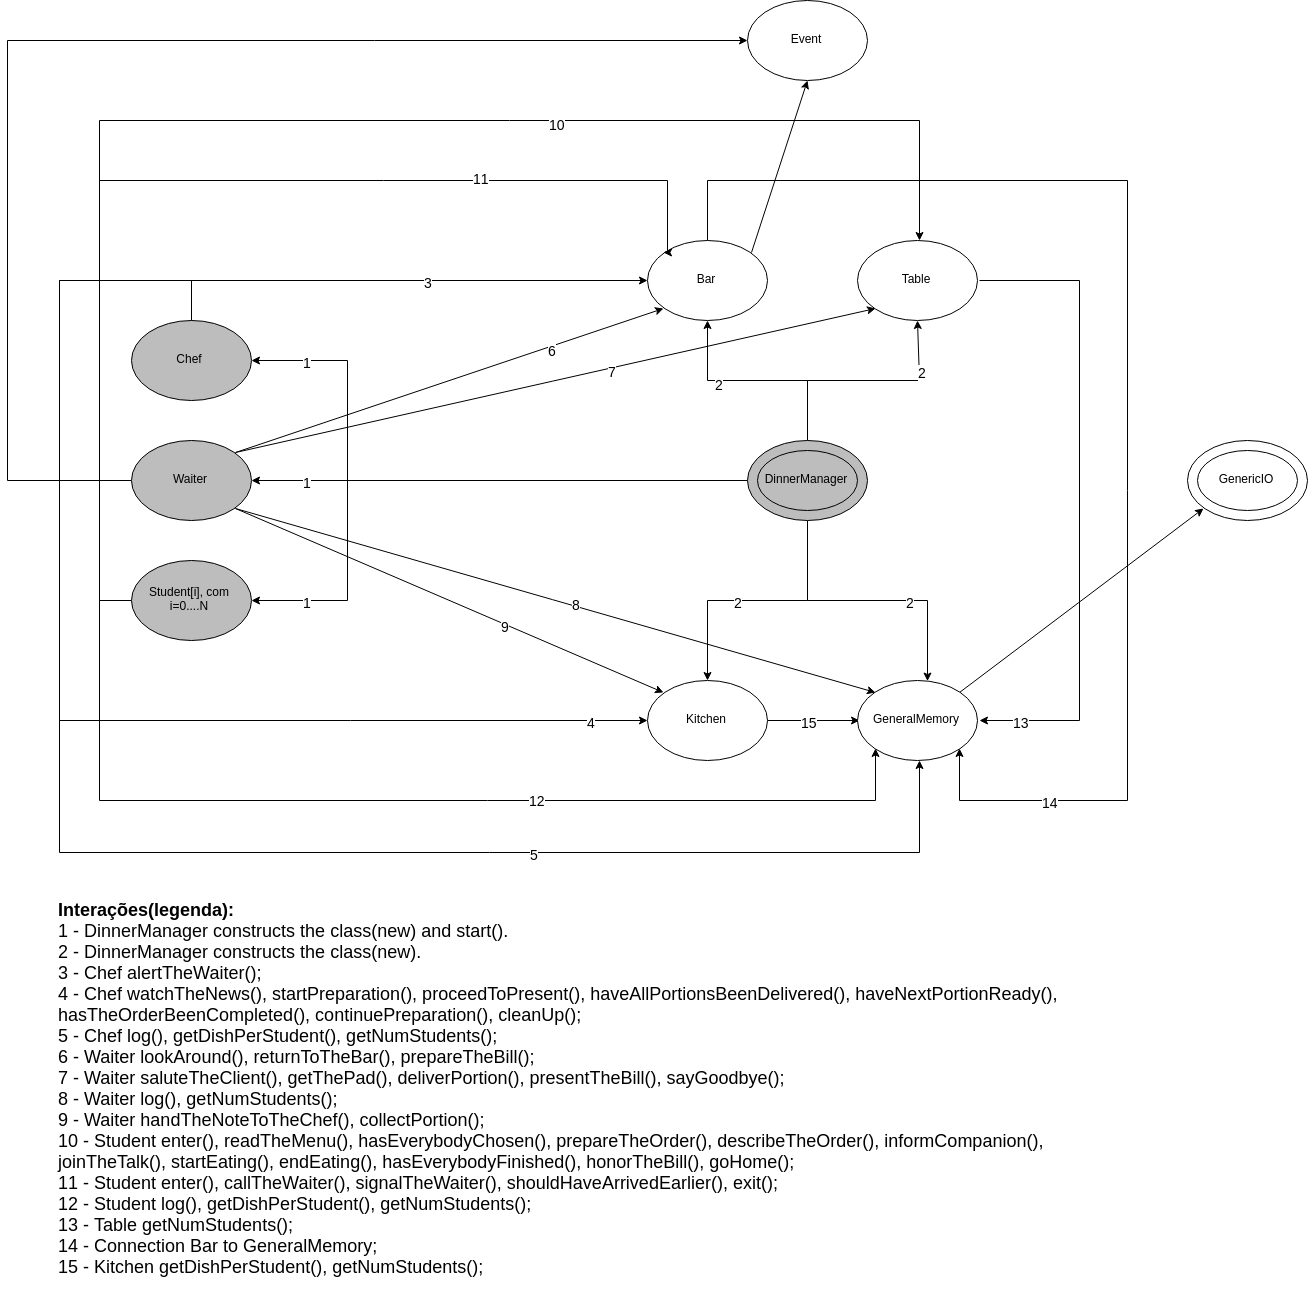 Event
10
11
Bar
Table
3
Chef
1
6
7
2
2
Waiter
1
DinnerManager
GenericIO
Student[i], com
i=0....N
1
8
9
2
2
Kitchen
GeneralMemory
4
15
13
12
14
5
Interações(legenda):
1 - DinnerManager constructs the class(new) and start().
2 - DinnerManager constructs the class(new).
3 - Chef alertTheWaiter();
4 - Chef watchTheNews(), startPreparation(), proceedToPresent(), haveAllPortionsBeenDelivered(), haveNextPortionReady(),
hasTheOrderBeenCompleted(), continuePreparation(), cleanUp();
5 - Chef log(), getDishPerStudent(), getNumStudents();
6 - Waiter lookAround(), returnToTheBar(), prepareTheBill();
7 - Waiter saluteTheClient(), getThePad(), deliverPortion(), presentTheBill(), sayGoodbye();
8 - Waiter log(), getNumStudents();
9 - Waiter handTheNoteToTheChef(), collectPortion();
10 - Student enter(), readTheMenu(), hasEverybodyChosen(), prepareTheOrder(), describeTheOrder(), informCompanion(),
joinTheTalk(), startEating(), endEating(), hasEverybodyFinished(), honorTheBill(), goHome();
11 - Student enter(), callTheWaiter(), signalTheWaiter(), shouldHaveArrivedEarlier(), exit();
12 - Student log(), getDishPerStudent(), getNumStudents();
13 - Table getNumStudents();
14 - Connection Bar to GeneralMemory;
15 - Kitchen getDishPerStudent(), getNumStudents();